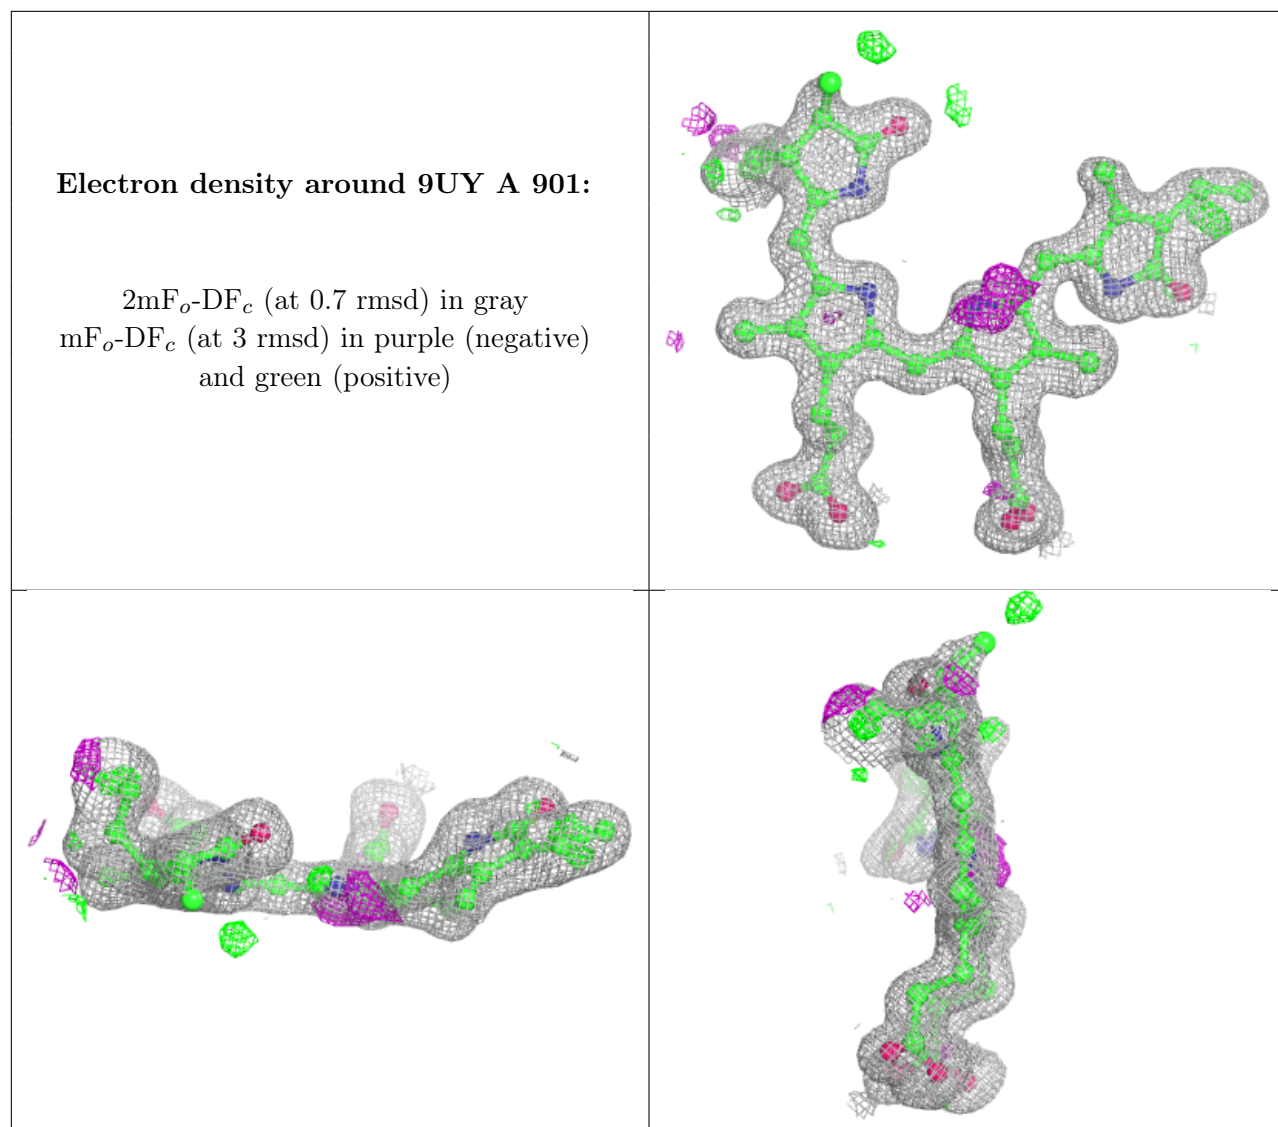 Electron density around 9UY A 901:
2mFo-DFc (at 0.7 rmsd) in gray
mFo-DFc (at 3 rmsd) in purple (negative)
and green (positive)